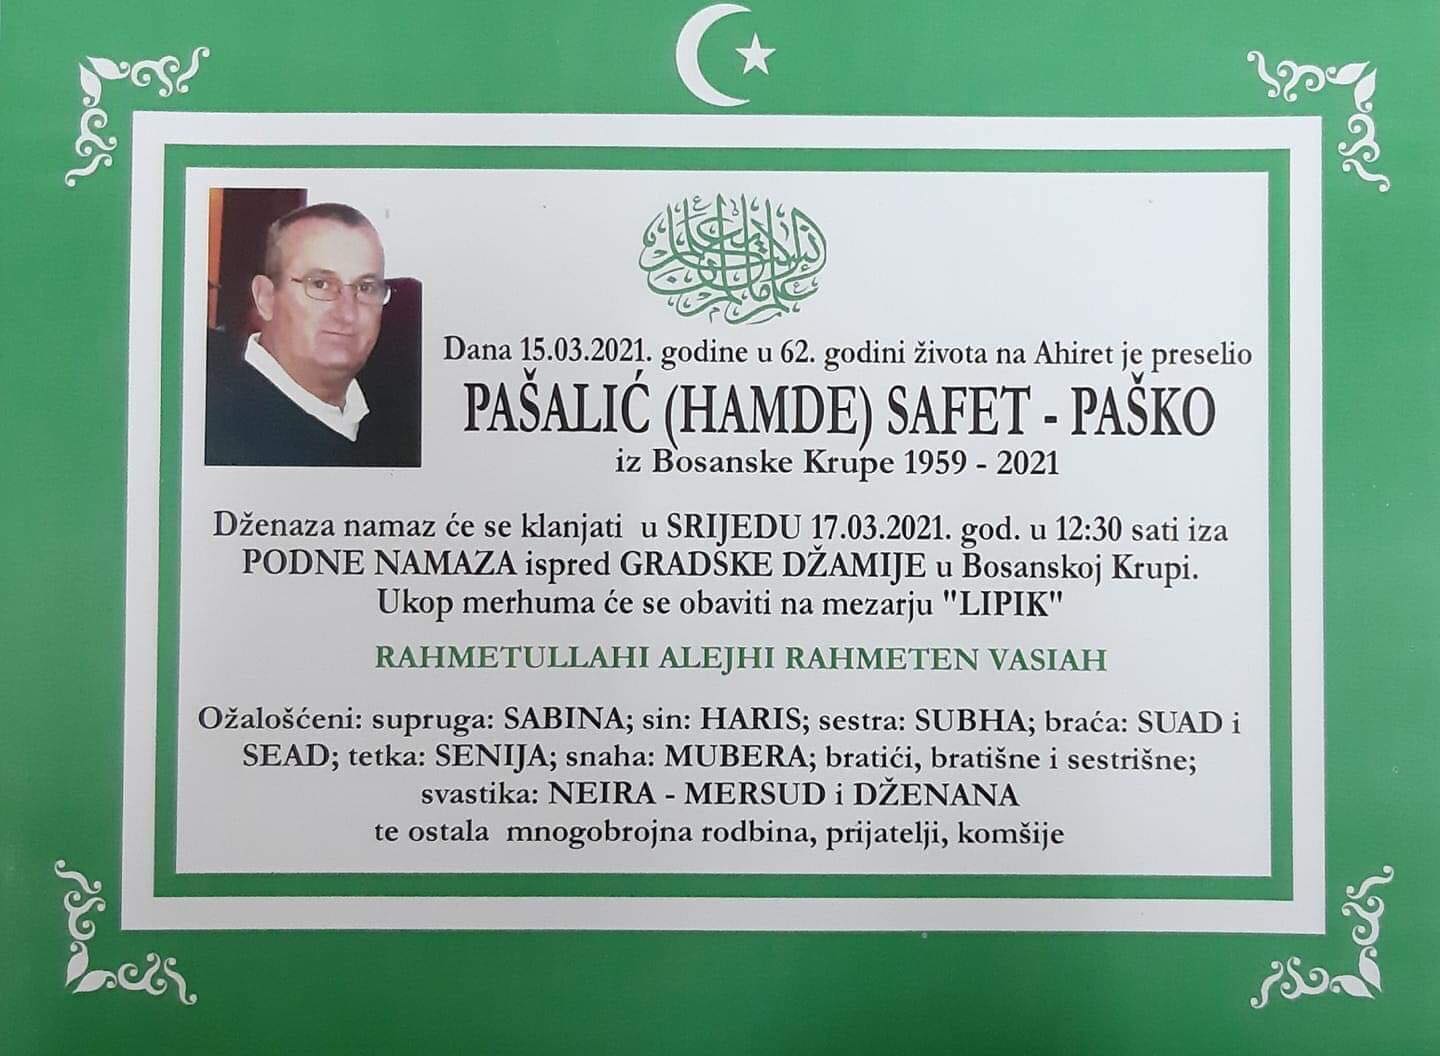 Dana 15.03.2021. godine u 62. godini života na Ahiret je preselio
PAŠALIĆ (HAMDE) SAFET - PAŠKO
iz Bosanske Krupe 1959 - 2021
Dženaza namaz će se klanjati u SRIJEDU 17.03.2021. god. u 12:30 sati iza
PODNE NAMAZA ispred GRADSKE DŽAMIJE u Bosanskoj Krupi.
Ukop merhuma će se obaviti na mezarju "LIPIK"
RAHMETULLAHI ALEJHI RAHMETEN VASIAH
Ožalošćeni: supruga: SABINA; sin: HARIS; sestra: SUBHA; braća: SUAD i
SEAD; tetka: SENIJA; snaha: MUBERA; bratići, bratišne i sestrišne;
svastika: NEIRA - MERSUD i DŽENANA
te ostala mnogobrojna rodbina, prijatelji, komšije